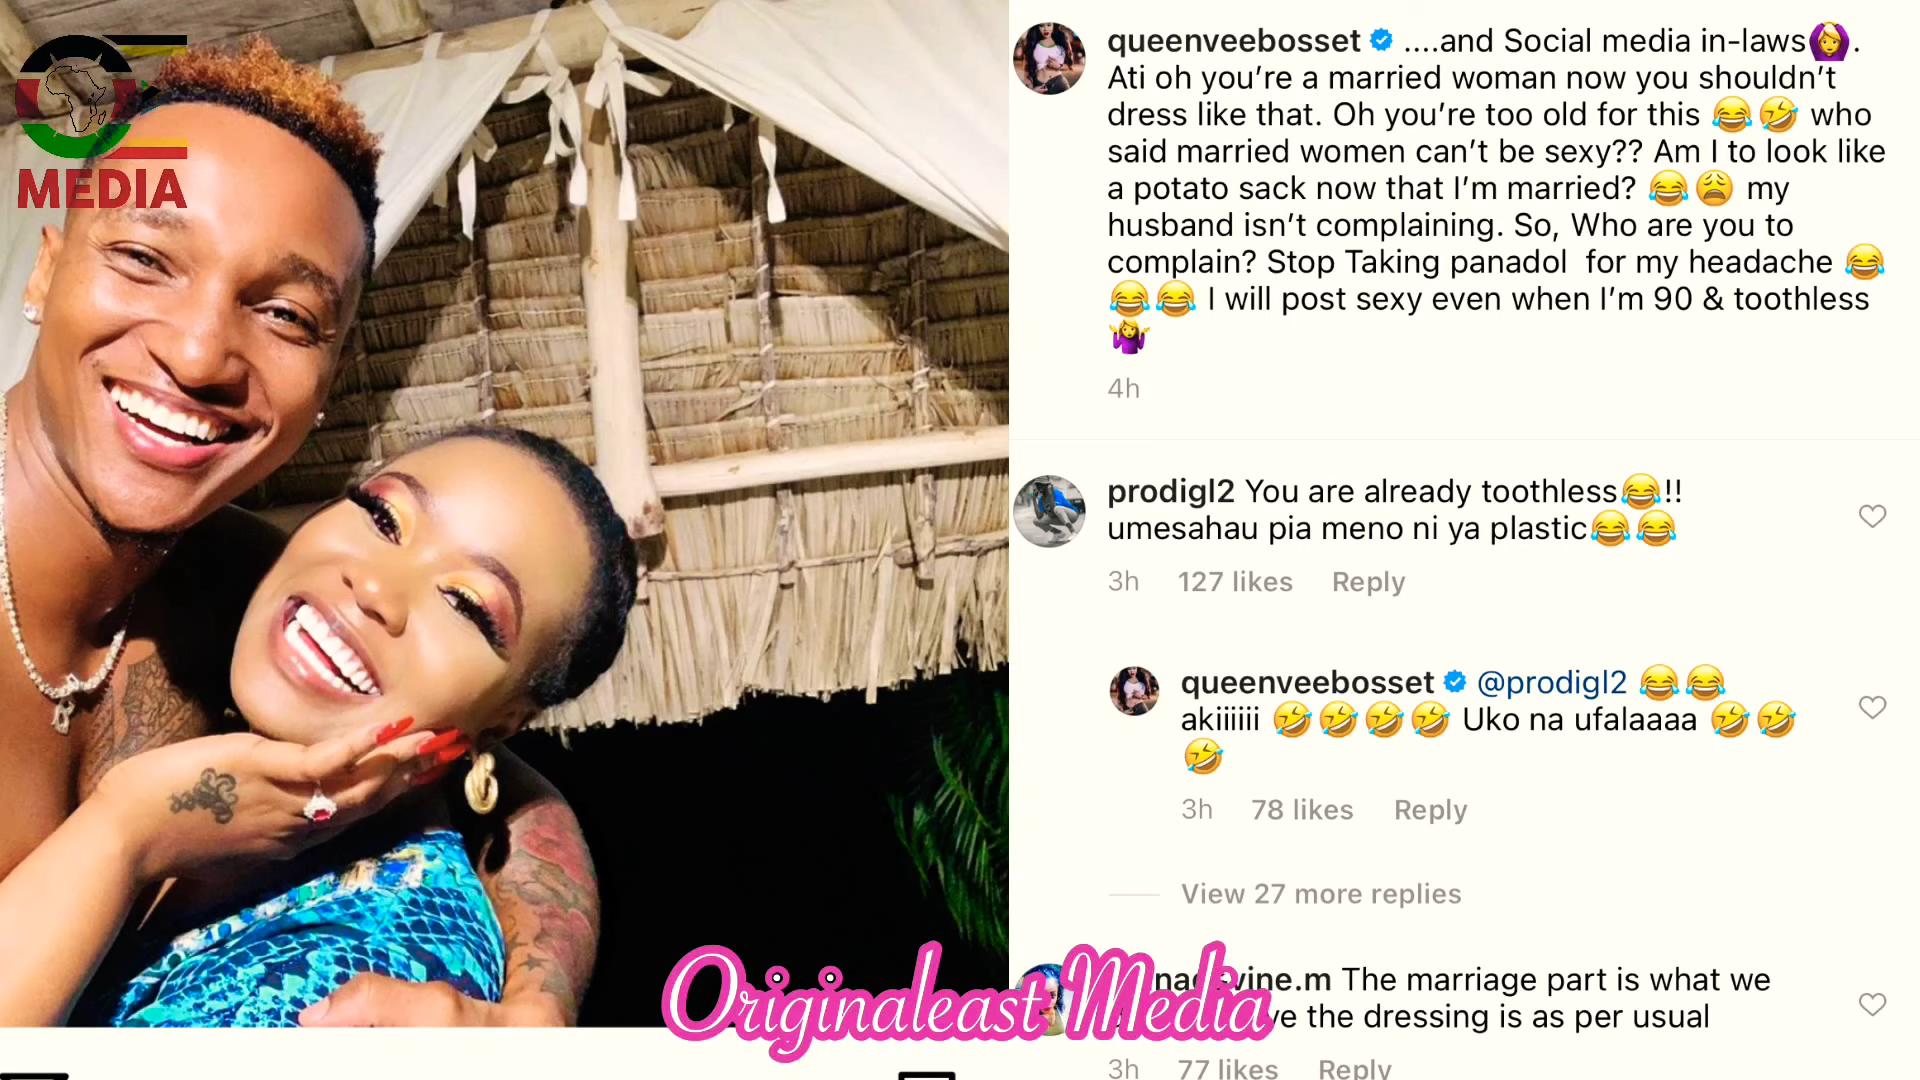 MEDIA
queenveebosset ....and Social media in-laws🙆‍♀️.
Ati oh you’re a married woman now you shouldn’t
dress like that. Oh you’re too old for this 😂 🤣 who
said married women can’t be sexy?? Am I to look like
a potato sack now that I’m married? 😂😩 my
husband isn’t complaining. So, Who are you to
complain? Stop Taking panadol for my headache 😂
😂😂 I will post sexy even when I’m 90 & toothless
🤷‍♀️
4h
prodigl2 You are already toothless😂!!
umesahau pia meno ni ya plastic😂😂
3h 127 likes Reply
queenveebosset @prodigl2 😂😂
akiiiiii 🤣🤣🤣🤣 Uko na ufalaaaa 🤣🤣
🤣
3h 78 likes Reply
View 27 more replies
The marriage part is what we
the dressing is as per usual
3h 77 likes Reply
Originaleast Media